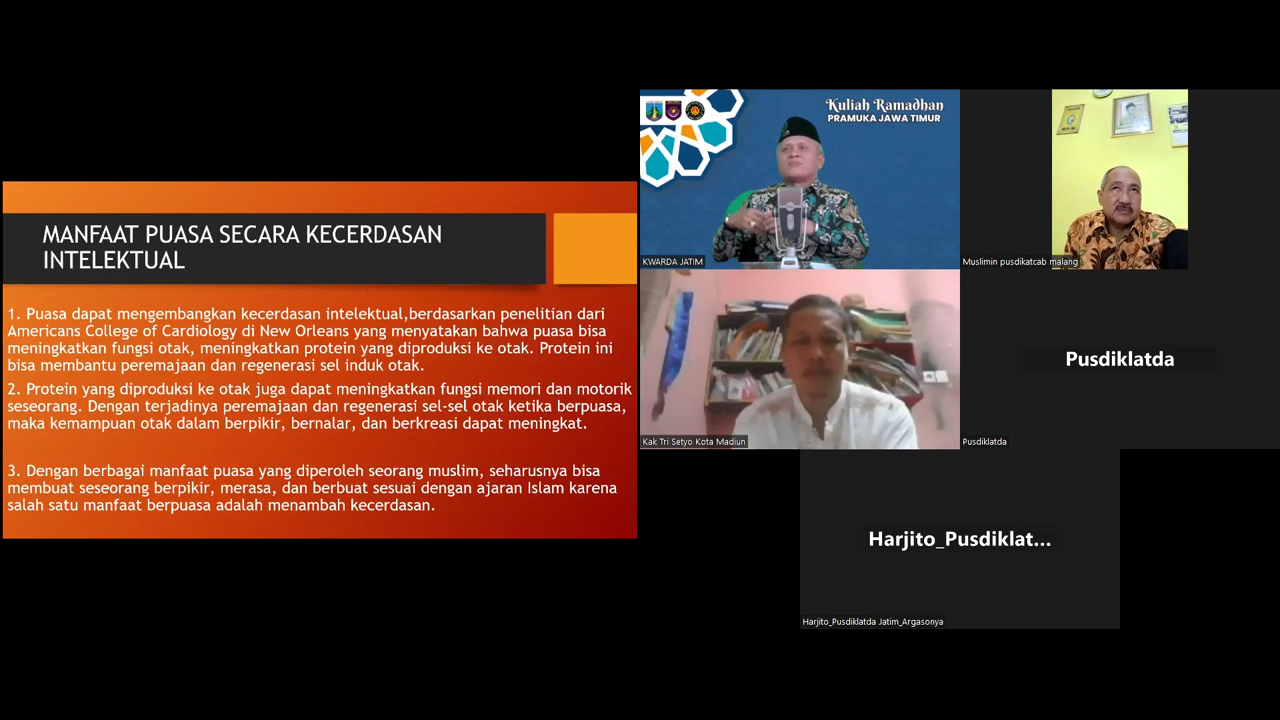 MANFAAT PUASA SECARA KECERDASAN
INTELEKTUAL
1. Puasa dapat mengembangkan kecerdasan intelektual,berdasarkan penelitian dari
Americans College of Cardiology di New Orleans yang menyatakan bahwa puasa bisa
meningkatkan fungsi otak, meningkatkan protein yang diproduksi ke otak. Protein ini
bisa membantu peremajaan dan regenerasi sel induk otak.
2. Protein yang diproduksi ke otak juga dapat meningkatkan fungsi memori dan motorik
seseorang. Dengan terjadinya peremajaan dan regenerasi sel-sel otak ketika berpuasa,
maka kemampuan otak dalam berpikir, bernalar, dan berkreasi dapat meningkat.
3. Dengan berbagai manfaat puasa yang diperoleh seorang muslim, seharusnya bisa
membuat seseorang berpikir, merasa, dan berbuat sesuai dengan ajaran Islam karena
salah satu manfaat berpuasa adalah menambah kecerdasan.
Kuliah Ramadhan
PRAMUKA JAWA TIMUR
KWARDA JATIM
Muslimin pusdikatcab malang
Kak Tri Setyo Kota Madiun
Pusdiklatda
Pusdiklatda
Harjito_Pusdiklat...
Harjito_Pusdiklatda Jatim_Argasonya